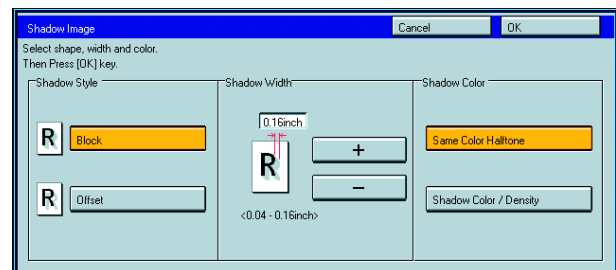 Shadow Image
Cancel
OK
Select shape, width and color.
Then Press [OK] key.
Shadow Style
Shadow Width
Shadow Color
0.16inch
R
Block
R
+
Same Color Halftone
R
Offset
−
Shadow Color / Density
<0.04 - 0.16inch>